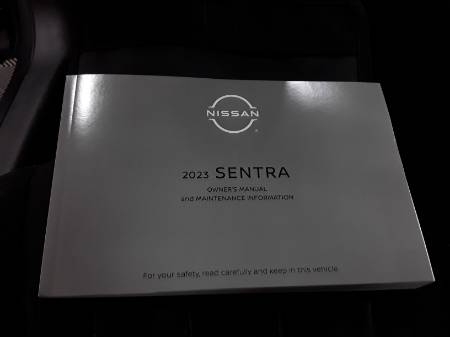 NISSAN
2023 SENTRA
OWNER'S MANUAL
and MAINTENANCE INFORMATION
For your safety, read carefully and keep in this vehicle.